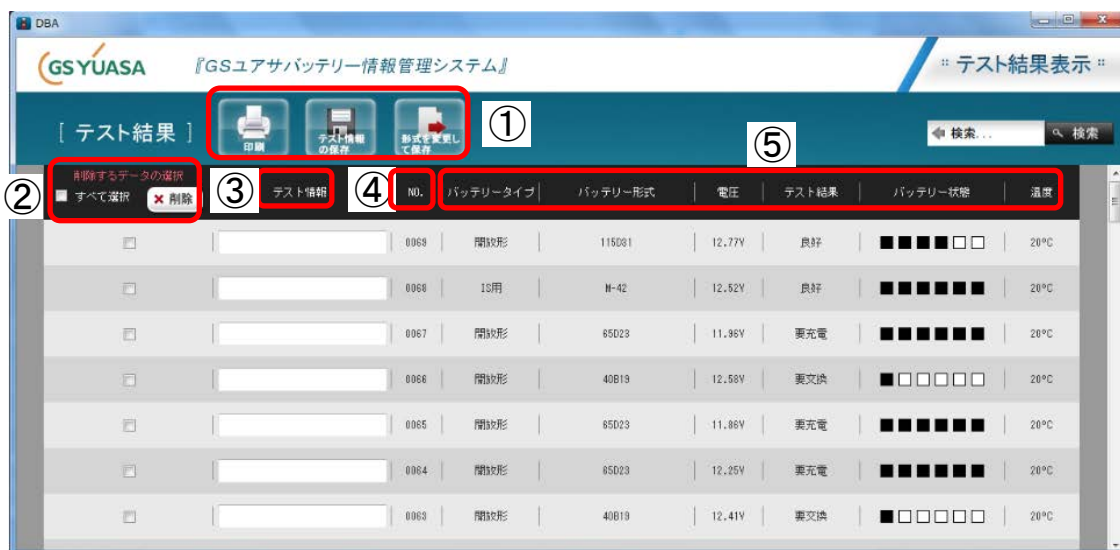 DBA
GSYUASA
『GSユアサバッテリー情報管理システム』
テスト結果表示
[ テスト結果 ]
印刷
テスト情報
の保存
形式を変更し
て保存
①
検索...
検索
②
削除するデータの選択
すべて選択
削除
③
テスト情報
④
NO.
⑤
バッテリータイプ
バッテリー形式
電圧
テスト結果
バッテリー状態
温度
0069 開放形 115D31 12.77V 良好 20°C
0068 IS用 M-42 12.52V 良好 20°C
0067 開放形 65D23 11.96V 要充電 20°C
0066 開放形 40B19 12.58V 要交換 20°C
0065 開放形 65D23 11.86V 要充電 20°C
0064 開放形 65D23 12.25V 要充電 20°C
0063 開放形 40B19 12.41V 要交換 20°C